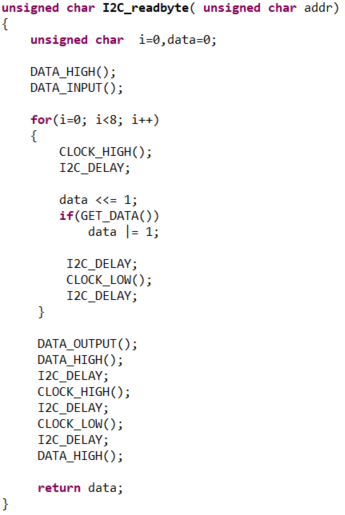 unsigned char I2C_readbyte( unsigned char addr)
{
unsigned char  i=0,data=0;
DATA_HIGH();
DATA_INPUT();
for(i=0; i<8; i++)
{
CLOCK_HIGH();
I2C_DELAY;
data <<= 1;
if(GET_DATA())
data |= 1;
I2C_DELAY;
CLOCK_LOW();
I2C_DELAY;
}
DATA_OUTPUT();
DATA_HIGH();
I2C_DELAY;
CLOCK_HIGH();
I2C_DELAY;
CLOCK_LOW();
I2C_DELAY;
DATA_HIGH();
return data;
}